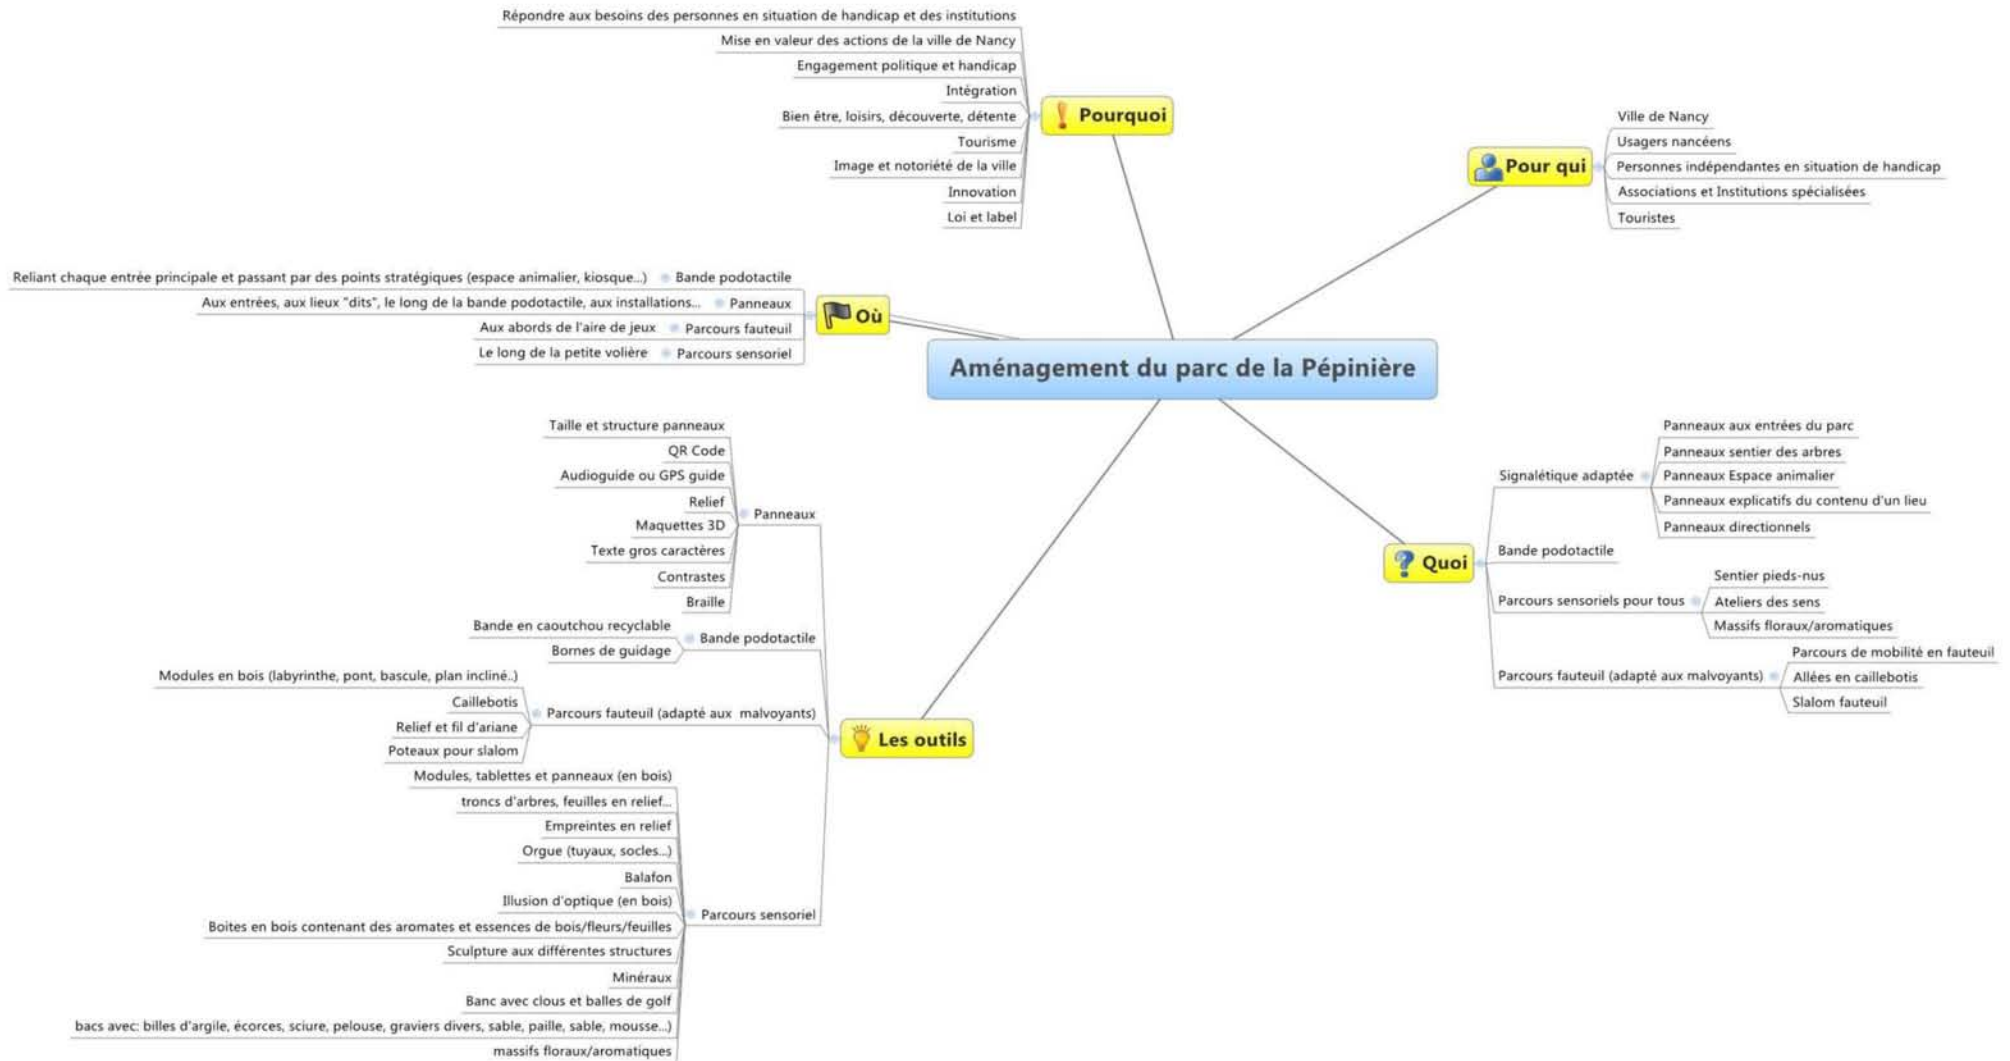 Aménagement du parc de la Pépinière
Pourquoi
Répondre aux besoins des personnes en situation de handicap et des institutions
Mise en valeur des actions de la ville de Nancy
Engagement politique et handicap
Intégration
Bien être, loisirs, découverte, détente
Tourisme
Image et notoriété de la ville
Innovation
Loi et label
Pour qui
Ville de Nancy
Usagers nancéens
Personnes indépendantes en situation de handicap
Associations et Institutions spécialisées
Touristes
Où
Bande podotactile
Reliant chaque entrée principale et passant par des points stratégiques (espace animalier, kiosque...)
Panneaux
Aux entrées, aux lieux "dits", le long de la bande podotactile, aux installations...
Parcours fauteuil
Aux abords de l'aire de jeux
Parcours sensoriel
Le long de la petite volière
Quoi
Signalétique adaptée
Panneaux aux entrées du parc
Panneaux sentier des arbres
Panneaux Espace animalier
Panneaux explicatifs du contenu d'un lieu
Panneaux directionnels
Bande podotactile
Parcours sensoriels pour tous
Sentier pieds-nus
Ateliers des sens
Massifs floraux/aromatiques
Parcours fauteuil (adapté aux malvoyants)
Parcours de mobilité en fauteuil
Allées en caillebotis
Slalom fauteuil
Les outils
Panneaux
Taille et structure panneaux
QR Code
Audioguide ou GPS guide
Relief
Maquettes 3D
Texte gros caractères
Contrastes
Braille
Bande podotactile
Bande en caoutchou recyclable
Bornes de guidage
Parcours fauteuil (adapté aux malvoyants)
Modules en bois (labyrinthe, pont, bascule, plan incliné..)
Caillebotis
Relief et fil d'ariane
Poteaux pour slalom
Parcours sensoriel
Modules, tablettes et panneaux (en bois)
troncs d'arbres, feuilles en relief...
Empreintes en relief
Orgue (tuyaux, socles...)
Balafon
Illusion d'optique (en bois)
Boites en bois contenant des aromates et essences de bois/fleurs/feuilles
Sculpture aux différentes structures
Minéraux
Banc avec clous et balles de golf
bacs avec: billes d'argile, écorces, sciure, pelouse, graviers divers, sable, paille, sable, mousse...)
massifs floraux/aromatiques